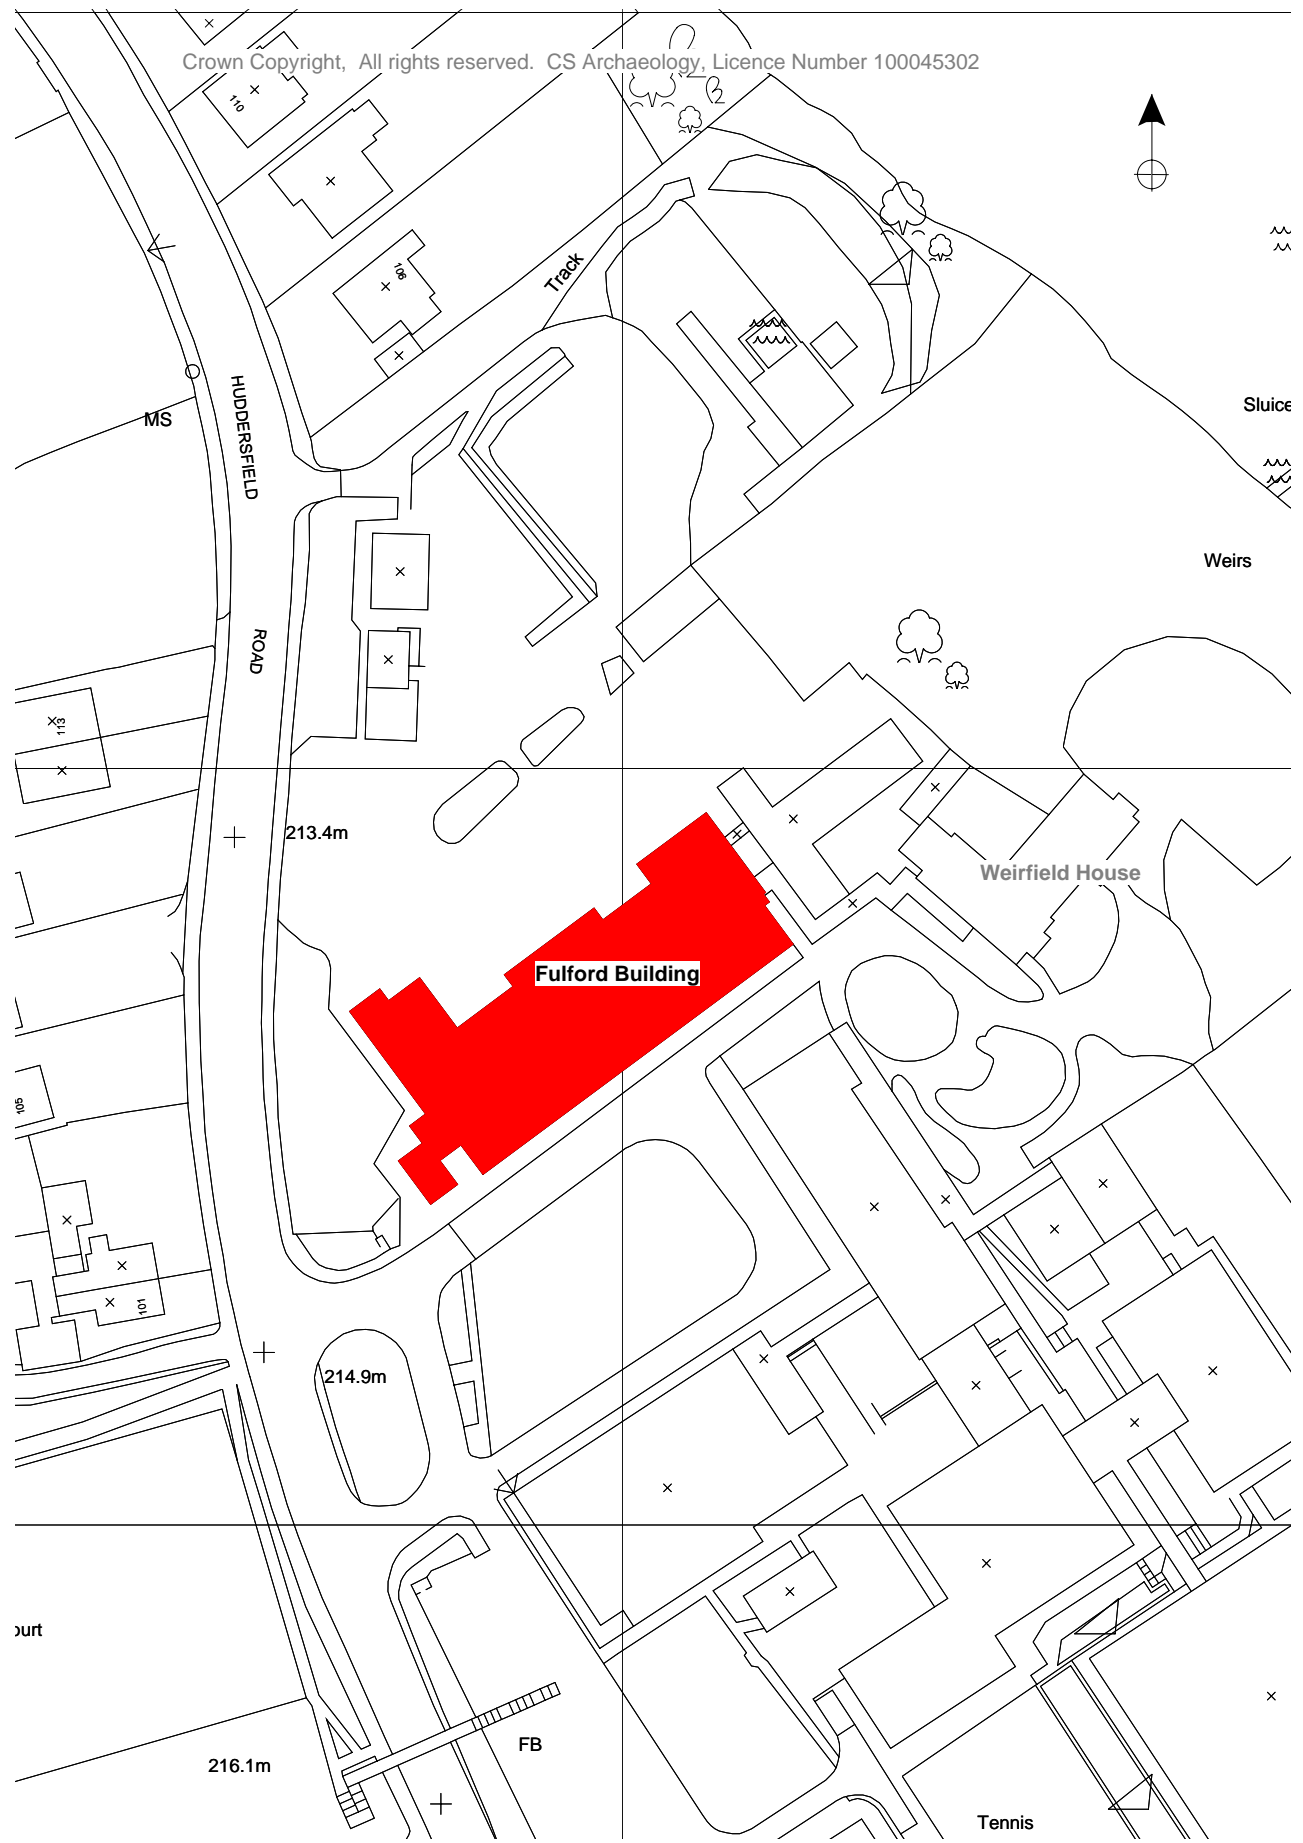 Crown Copyright, All rights reserved. CS Archaeology, Licence Number 100045302
110
106
Track
HUDDERSFIELD
MS
Sluice
Weirs
ROAD
113
213.4m
Weirfield House
Fulford Building
105
101
214.9m
FB
216.1m
Tennis